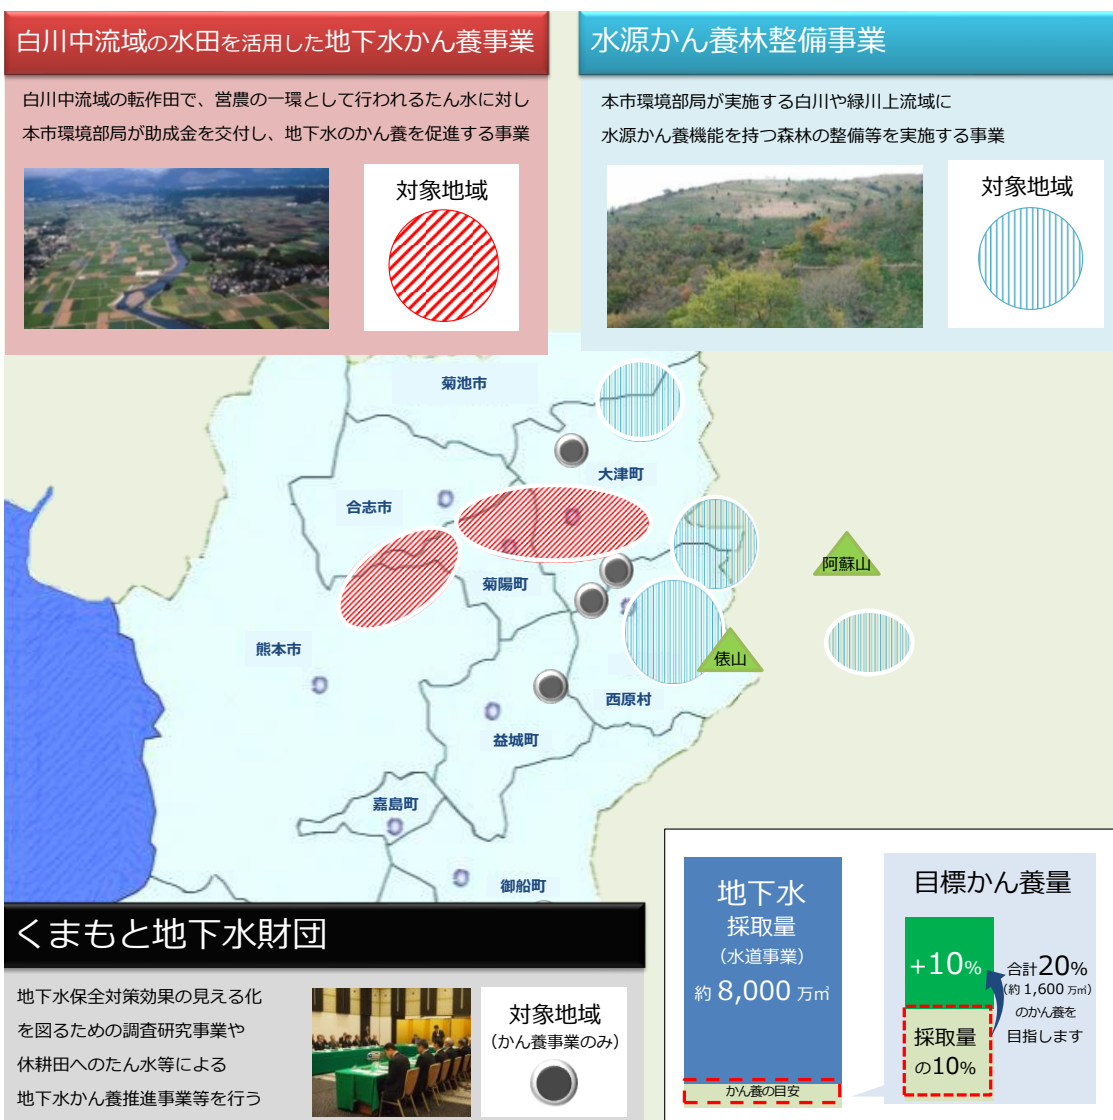 白川中流域の水田を活用した地下水かん養事業
白川中流域の転作田で、営農の一環として行われるたん水に対し
本市環境部局が助成金を交付し、地下水のかん養を促進する事業
対象地域
水源かん養林整備事業
本市環境部局が実施する白川や緑川上流域に
水源かん養機能を持つ森林の整備等を実施する事業
対象地域
菊池市
大津町
合志市
菊陽町
阿蘇山
熊本市
俵山
西原村
益城町
嘉島町
御船町
くまもと地下水財団
地下水保全対策効果の見える化
を図るための調査研究事業や
休耕田へのたん水等による
地下水かん養推進事業等を行う
対象地域
(かん養事業のみ)
地下水
採取量
(水道事業)
約 8,000 万㎥
かん養の目安
目標かん養量
+10%
採取量
の10%
合計20%
(約 1,600 万㎥)
のかん養を
目指します